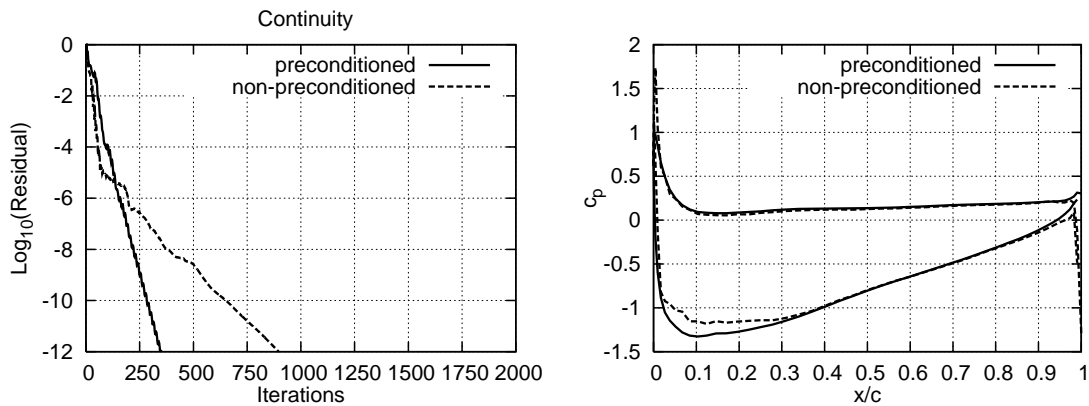 Continuity
0
-2
-4
-6
-8
-10
-12
Log10(Residual)
preconditioned
non-preconditioned
0 250 500 750 1000 1250 1500 1750 2000
Iterations
2
1.5
1
0.5
0
-0.5
-1
-1.5
cp
preconditioned
non-preconditioned
0 0.1 0.2 0.3 0.4 0.5 0.6 0.7 0.8 0.9 1
x/c